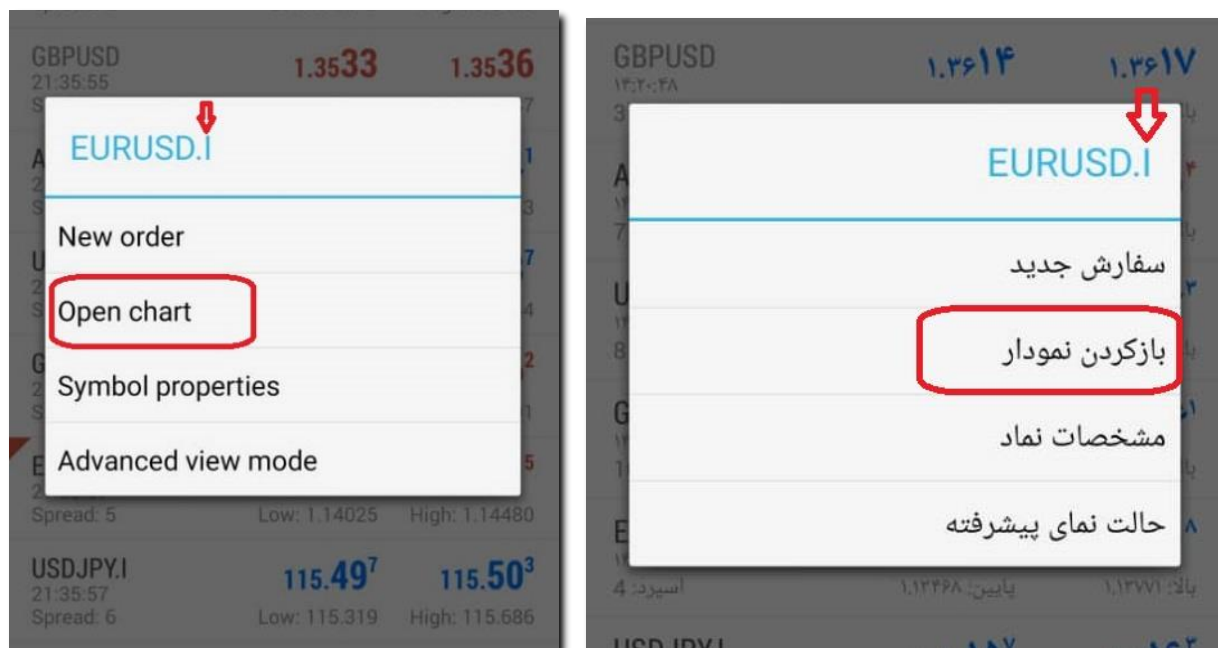 GBPUSD
21:35:55
1.3533
1.3536
EURUSD.I
New order
Open chart
Symbol properties
Advanced view mode
Spread: 5
Low: 1.14025
High: 1.14480
USDJPY.I
21:35:57
Spread: 6
115.497
115.503
Low: 115.319
High: 115.686
GBPUSD
۱۴:۲۰:۴۸
۱.۳۶۱۴
۱.۳۶۱۷
EURUSD.I
سفارش جدید
بازکردن نمودار
مشخصات نماد
حالت نمای پیشرفته
اسپرد: 4
پایین: ۱,۱۳۴۶۸
بالا: ۱,۱۳۷۷۱